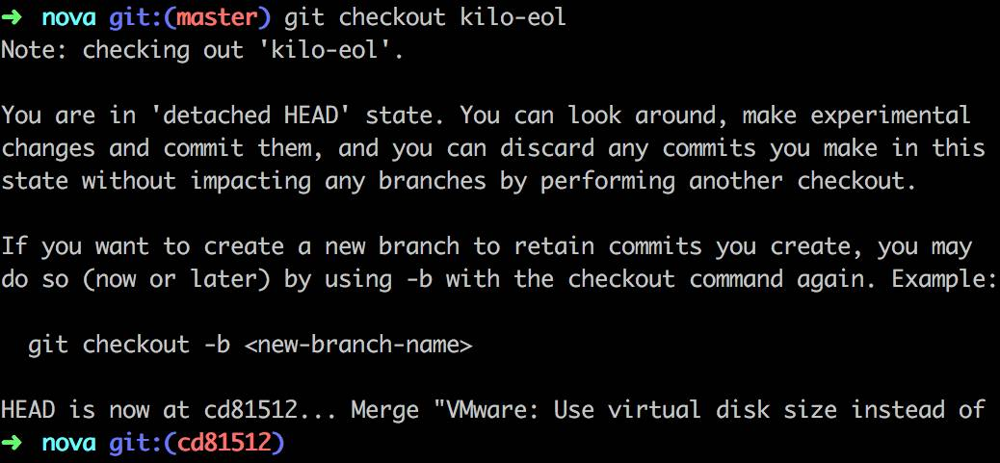 ➜ nova git:(master) git checkout kilo-eol
Note: checking out 'kilo-eol'.
You are in 'detached HEAD' state. You can look around, make experimental
changes and commit them, and you can discard any commits you make in this
state without impacting any branches by performing another checkout.
If you want to create a new branch to retain commits you create, you may
do so (now or later) by using -b with the checkout command again. Example:
git checkout -b <new-branch-name>
HEAD is now at cd81512... Merge "VMware: Use virtual disk size instead of
➜ nova git:(cd81512)